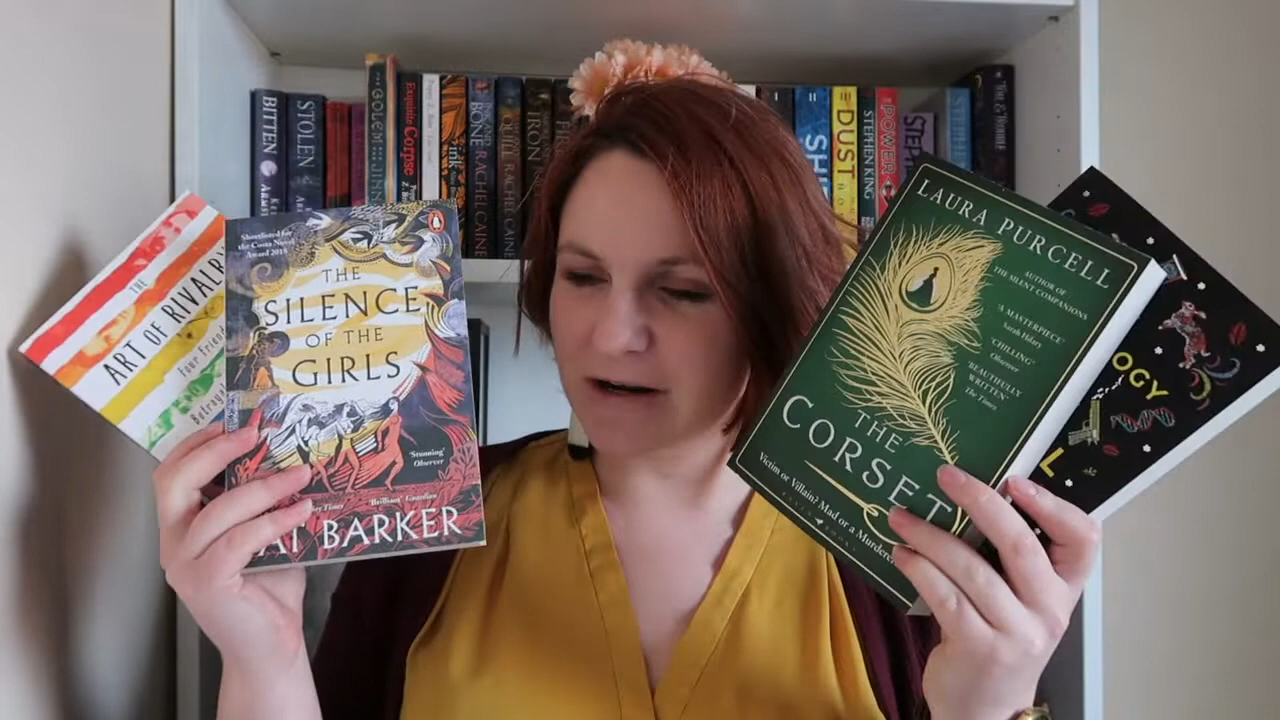 BITTEN
STOLEN
GOLEM
Exquisite Corpse
ink
BONE
RACHEL CAINE
RACHEL CAINE
IRON
DUST
STEPHEN KING
POWER
THE
ART OF RIVALRY
Four
Shortlisted for
the Costa Novel
Award 2018
THE
SILENCE
OF THE
GIRLS
'Stunning'
Observer
'Brilliant' Guardian
Times
BARKER
LAURA PURCELL
AUTHOR OF
THE SILENT COMPANIONS
'A MASTERPIECE'
Sarah Hilary
'CHILLING'
Observer
'BEAUTIFULLY
WRITTEN'
The Times
THE
CORSET
Victim or Villain? Mad or a Murderer
OGY
L